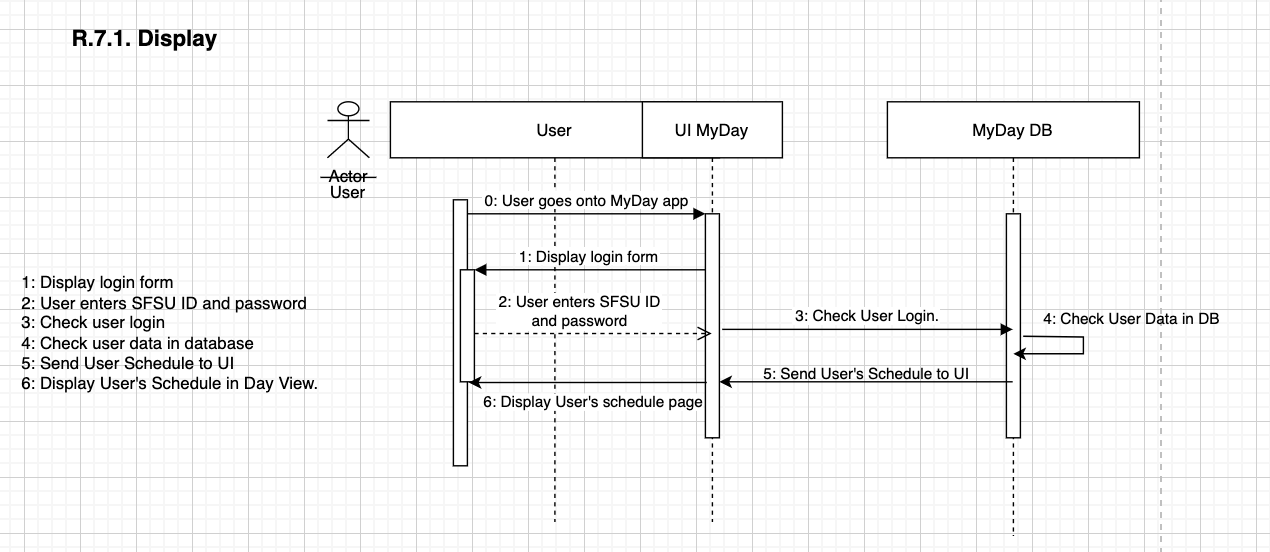 R.7.1. Display
User
UI MyDay
MyDay DB
Actor
User
0: User goes onto MyDay app
1: Display login form
2: User enters SFSU ID
and password
3: Check User Login.
4: Check User Data in DB
5: Send User's Schedule to UI
6: Display User's schedule page
1: Display login form
2: User enters SFSU ID and password
3: Check user login
4: Check user data in database
5: Send User Schedule to UI
6: Display User's Schedule in Day View.